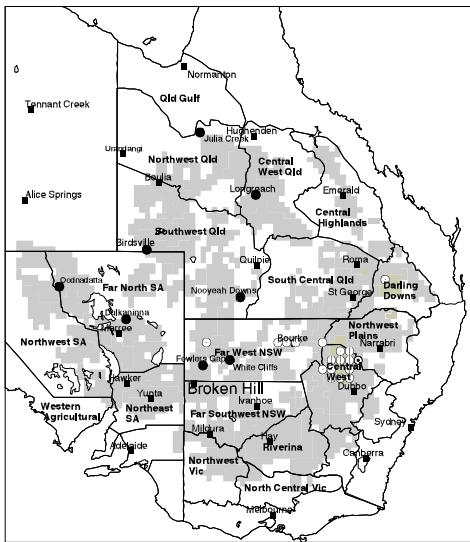 Normanton
Qld Gulf
Tennant Creek
Julia Creek
Hughenden
Urandangi
Northwest Qld
Central
West Qld
Boulia
Alice Springs
Longreach
Emerald
Central
Highlands
Southwest Qld
Birdsville
Quilpie
Roma
South Central Qld
Oodnadatta
Far North SA
Nooyeah Downs
St George
Darling
Downs
Dulkaninna
Marree
Northwest
Plains
Northwest SA
Bourke
Narrabri
Far West NSW
Fowlers Gap
White Cliffs
Central
West
Hawker
Broken Hill
Dubbo
Yunta
Ivanhoe
Western
Agricultural
Northeast
SA
Far Southwest NSW
Sydney
Mildura
Hay
Riverina
Adelaide
Canberra
Northwest
Vic
North Central Vic
Melbourne